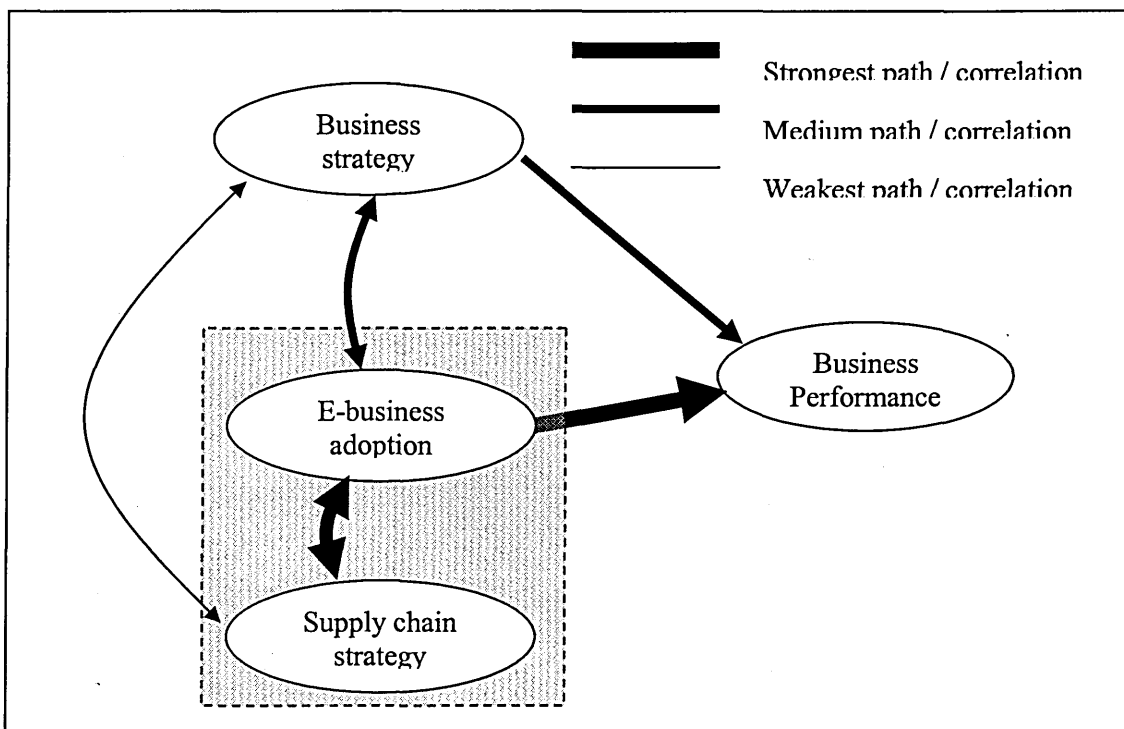 Strongest path / correlation
Medium path / correlation
Weakest path / correlation
Business
strategy
Business
Performance
E-business
adoption
Supply chain
strategy